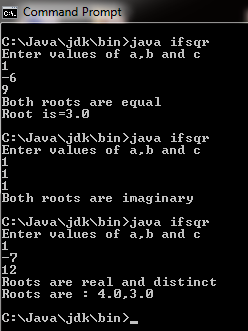 Command Prompt
C:\Java\jdk\bin>java ifsqr
Enter values of a,b and c
1
-6
9
Both roots are equal
Root is=3.0
C:\Java\jdk\bin>java ifsqr
Enter values of a,b and c
1
1
1
Both roots are imaginary
C:\Java\jdk\bin>java ifsqr
Enter values of a,b and c
1
-7
12
Roots are real and distinct
Roots are : 4.0,3.0
C:\Java\jdk\bin>_